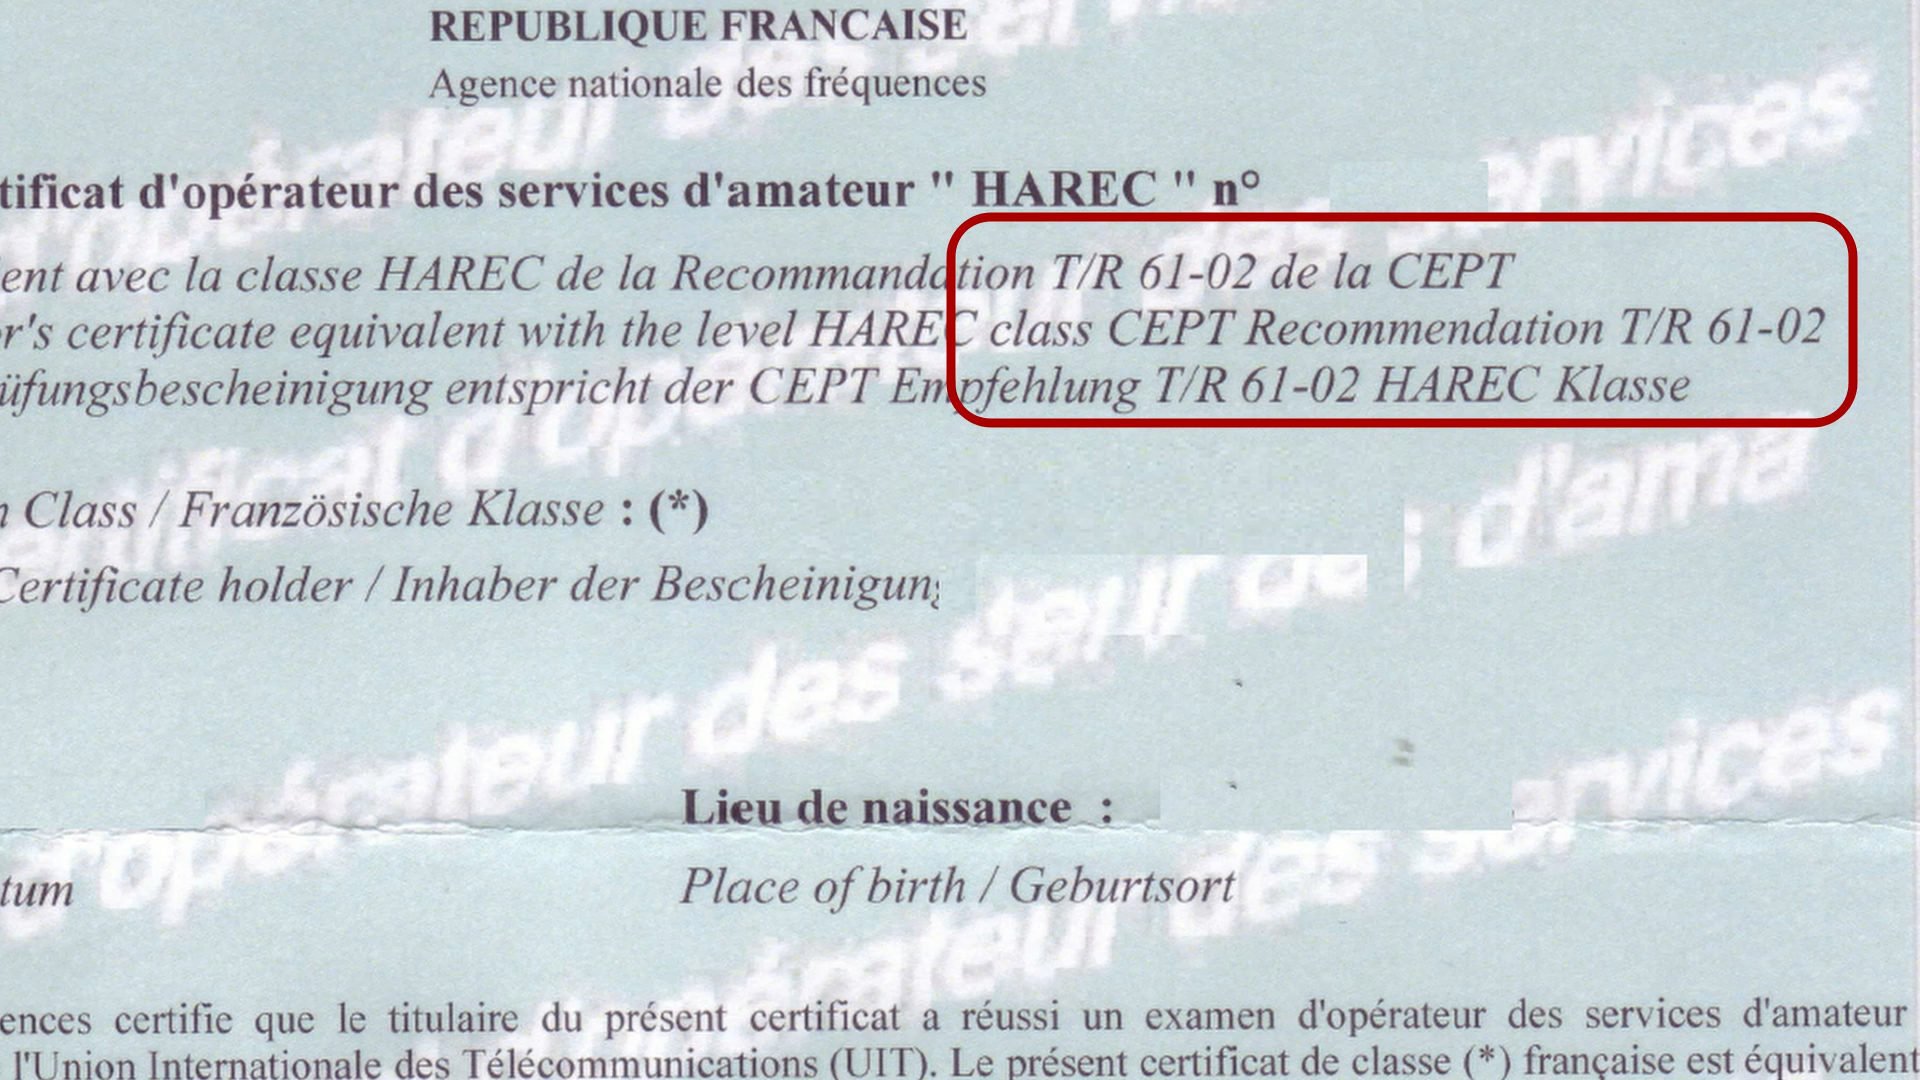 REPUBLIQUE FRANCAISE
Agence nationale des fréquences
tificat d'opérateur des services d'amateur " HAREC " n°
ent avec la classe HAREC de la Recommandation T/R 61-02 de la CEPT
r's certificate equivalent with the level HAREC class CEPT Recommendation T/R 61-02
üfungsbescheinigung entspricht der CEPT Empfehlung T/R 61-02 HAREC Klasse
n Class / Französische Klasse : (*)
Certificate holder / Inhaber der Bescheinigung
Lieu de naissance :
tum
Place of birth / Geburtsort
ences certifie que le titulaire du présent certificat a réussi un examen d'opérateur des services d'amateur
l'Union Internationale des Télécommunications (UIT). Le présent certificat de classe (*) française est équivalent